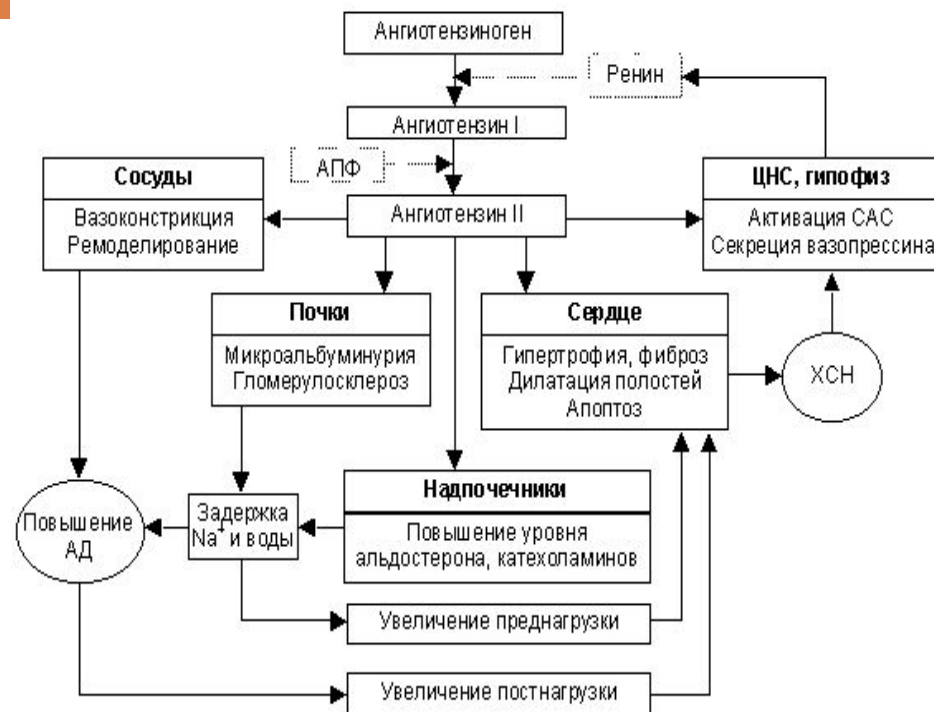 Ангиотензиноген
Ренин
Ангиотензин I
АПФ
Сосуды
Вазоконстрикция
Ремоделирование
Ангиотензин II
ЦНС, гипофиз
Активация САС
Секреция вазопрессина
Почки
Микроальбуминурия
Гломерулосклероз
Сердце
Гипертрофия, фиброз
Дилатация полостей
Апоптоз
ХСН
Надпочечники
Повышение уровня
альдостерона, катехоламинов
Задержка
Na⁺ и воды
Повышение
АД
Увеличение преднагрузки
Увеличение постнагрузки